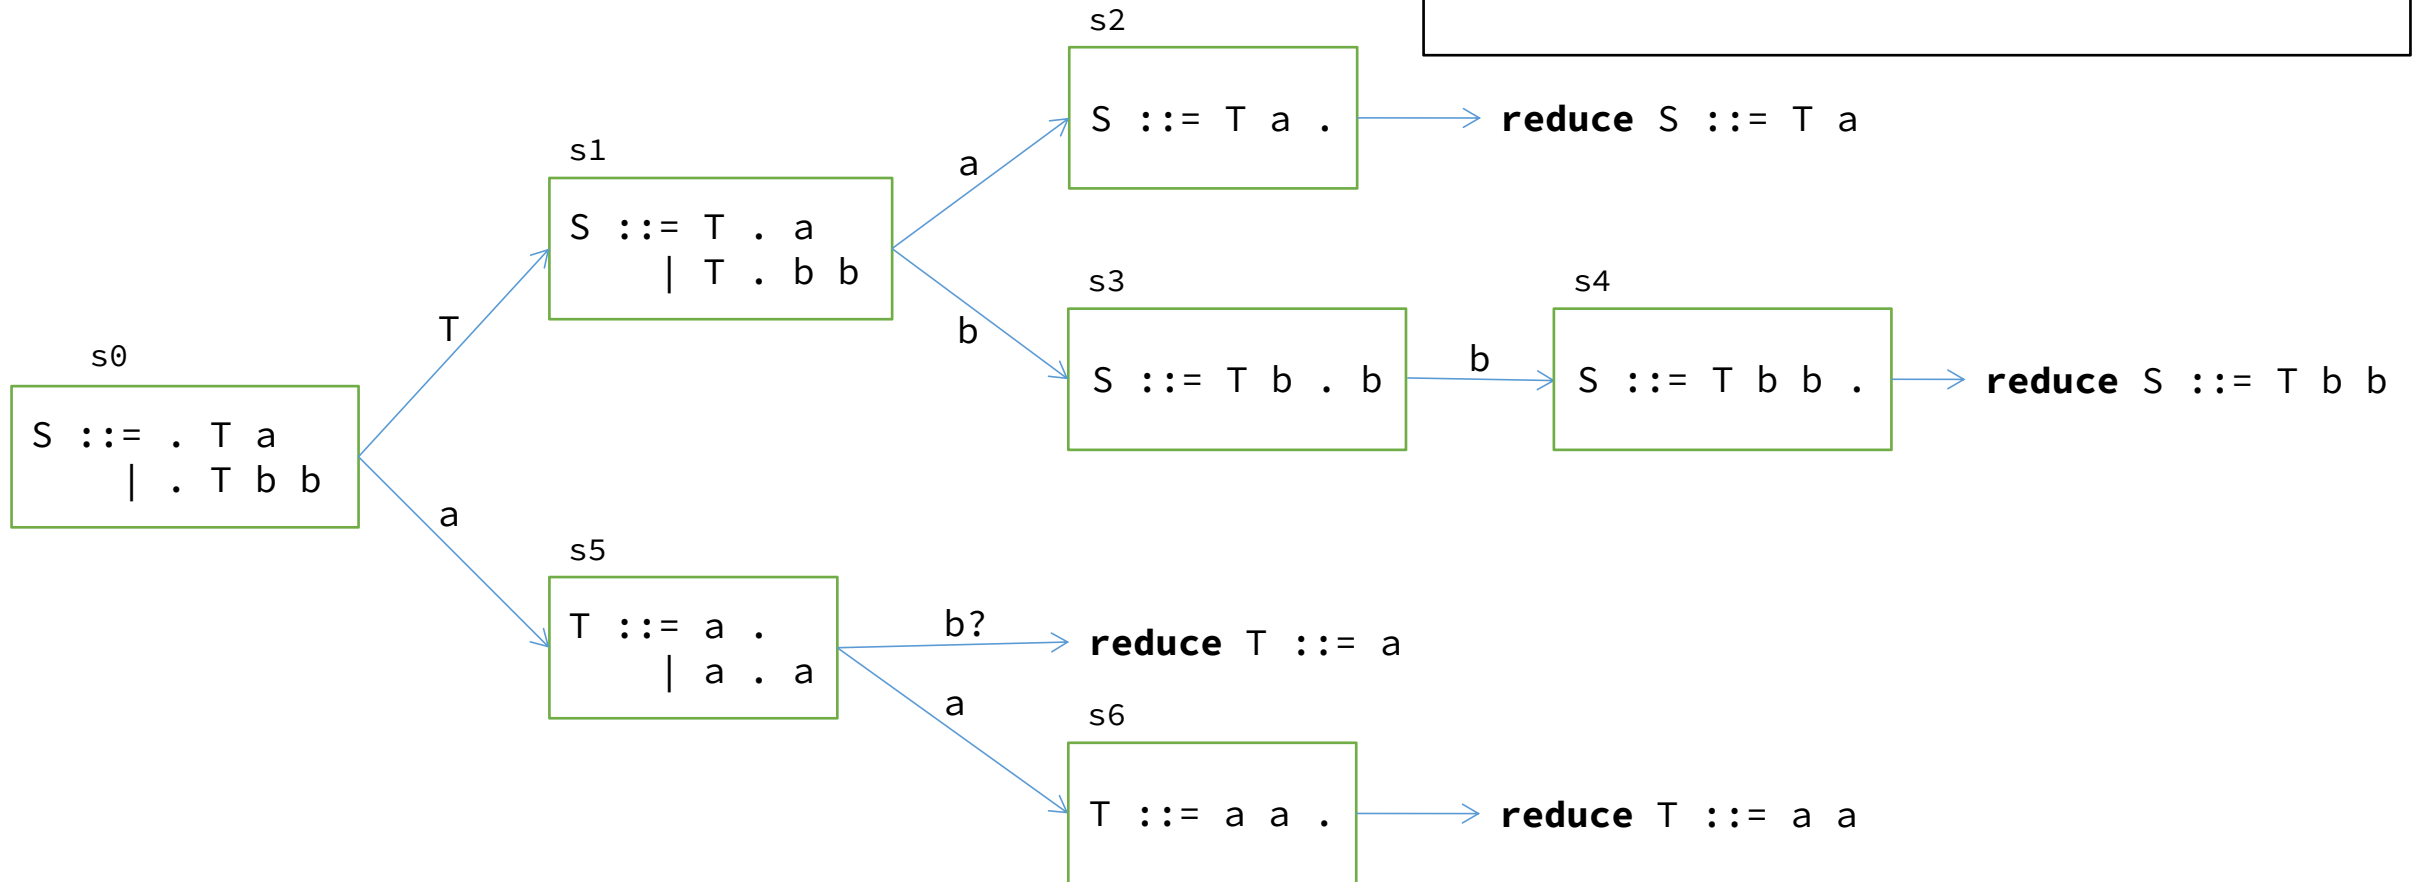 s2
S ::= T a .
reduce S ::= T a
s1
a
S ::= T . a
| T . b b
s3
s4
T
b
s0
b
S ::= T b . b
S ::= T b b .
reduce S ::= T b b
S ::= . T a
| . T b b
a
s5
T ::= a .
| a . a
b?
reduce T ::= a
a
s6
T ::= a a .
reduce T ::= a a